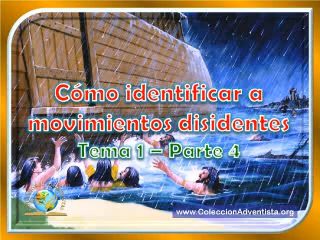 Cómo identificar a
movimientos disidentes
Tema 1 – Parte 4
www.ColeccionAdventista.org